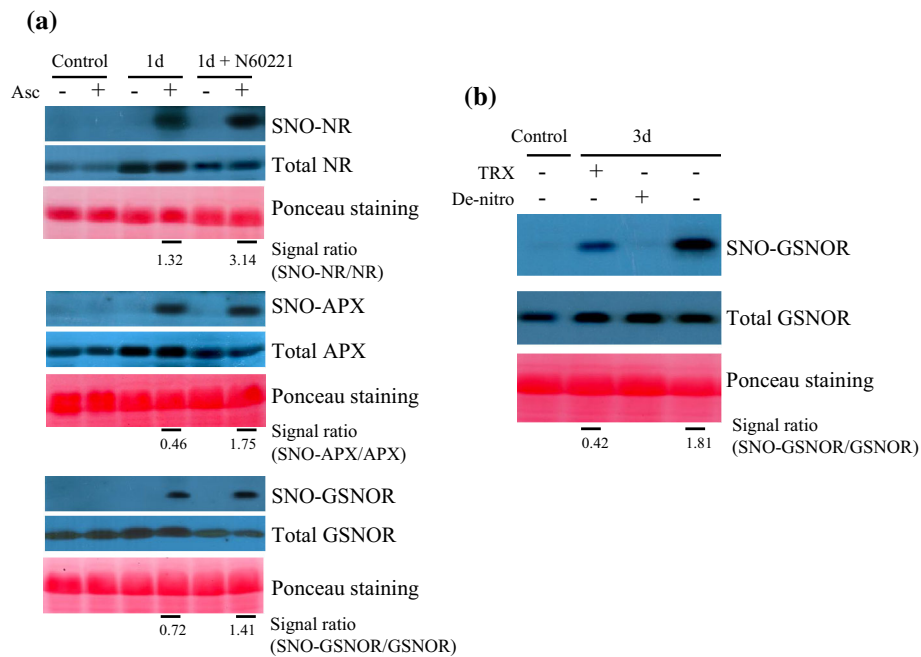 (a)
Control 1d 1d + N60221
Asc - + - + - +
SNO-NR
Total NR
Ponceau staining
Signal ratio
(SNO-NR/NR)
1.32 3.14
SNO-APX
Total APX
Ponceau staining
Signal ratio
(SNO-APX/APX)
0.46 1.75
SNO-GSNOR
Total GSNOR
Ponceau staining
Signal ratio
(SNO-GSNOR/GSNOR)
0.72 1.41
(b)
Control 3d
TRX - + - -
De-nitro - - + -
SNO-GSNOR
Total GSNOR
Ponceau staining
Signal ratio
(SNO-GSNOR/GSNOR)
0.42 1.81